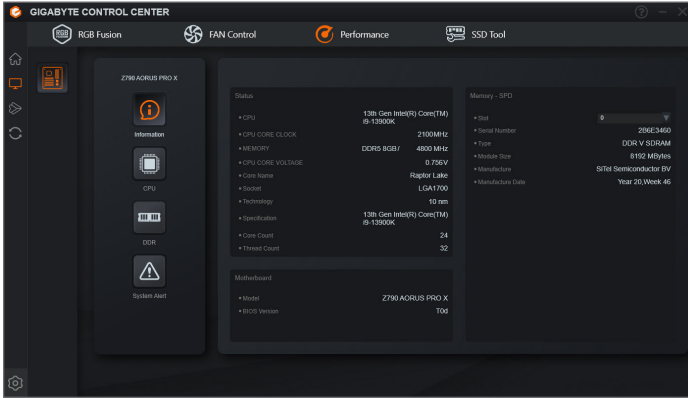 GIGABYTE CONTROL CENTER
RGB
RGB Fusion
FAN Control
Performance
SSD Tool
Z790 AORUS PRO X
Information
CPU
DDR
System Alert
Status
CPU 13th Gen Intel(R) Core(TM)
i9-13900K
CPU CORE CLOCK 2100MHz
MEMORY DDR5 8GB / 4800 MHz
CPU CORE VOLTAGE 0.756V
Core Name Raptor Lake
Socket LGA1700
Technology 10 nm
Specification 13th Gen Intel(R) Core(TM)
i9-13900K
Core Count 24
Thread Count 32
Motherboard
Model Z790 AORUS PRO X
BIOS Version T0d
Memory - SPD
Slot 0
Serial Number 2B6E3460
Type DDR V SDRAM
Module Size 8192 MBytes
Manufacture SiTel Semiconductor BV
Manufacture Date Year 20,Week 46